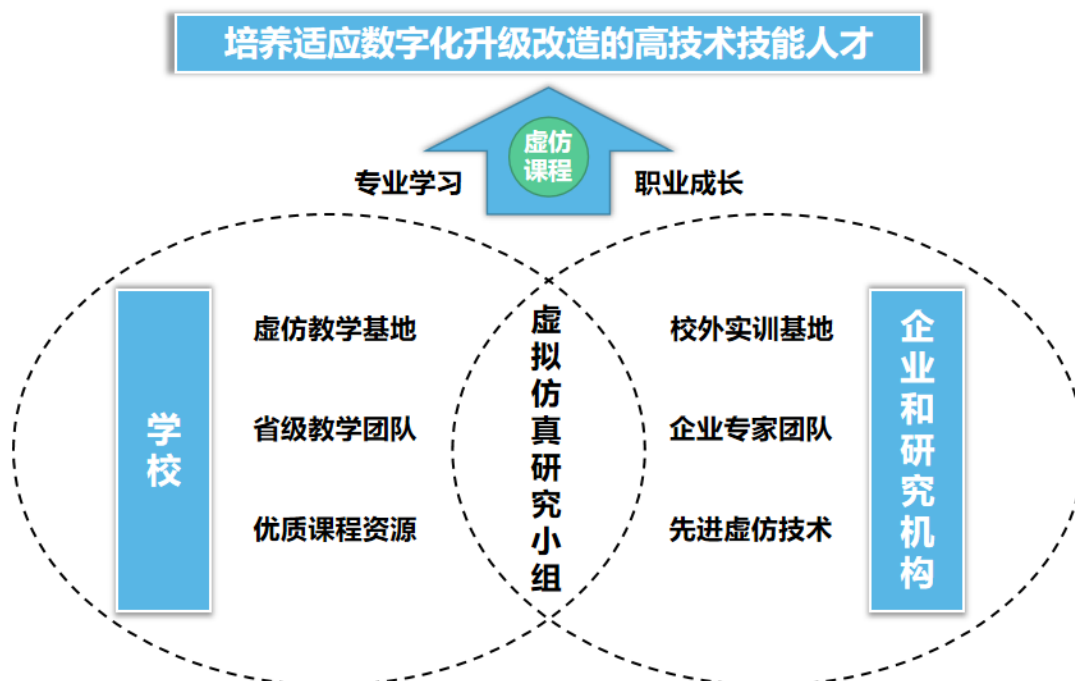 培养适应数字化升级改造的高技术技能人才
虚仿
课程
专业学习
职业成长
学校
虚仿教学基地
省级教学团队
优质课程资源
虚拟仿真研究小组
校外实训基地
企业专家团队
先进虚仿技术
企业和研究机构